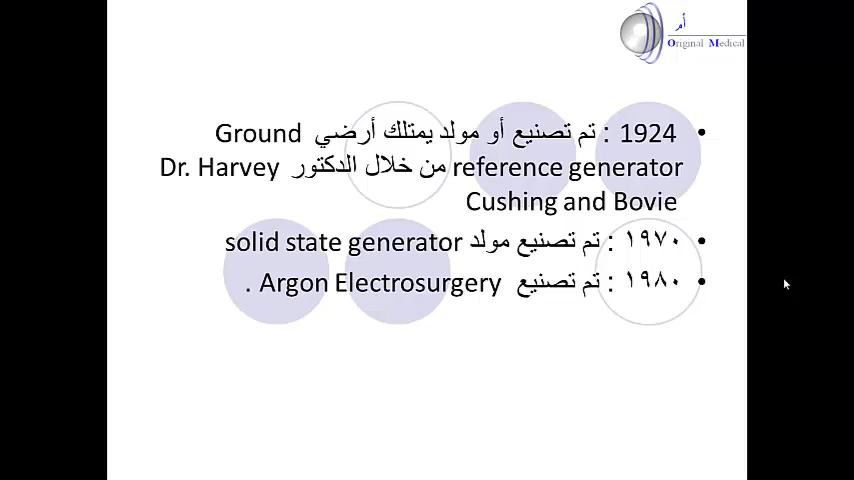 أم
Original Medical
• 1924 : تم تصنيع أو مولد يمتلك أرضي Ground
reference generator من خلال الدكتور Dr. Harvey
Cushing and Bovie
• ١٩٧٠ : تم تصنيع مولد solid state generator
• ١٩٨٠ : تم تصنيع Argon Electrosurgery .